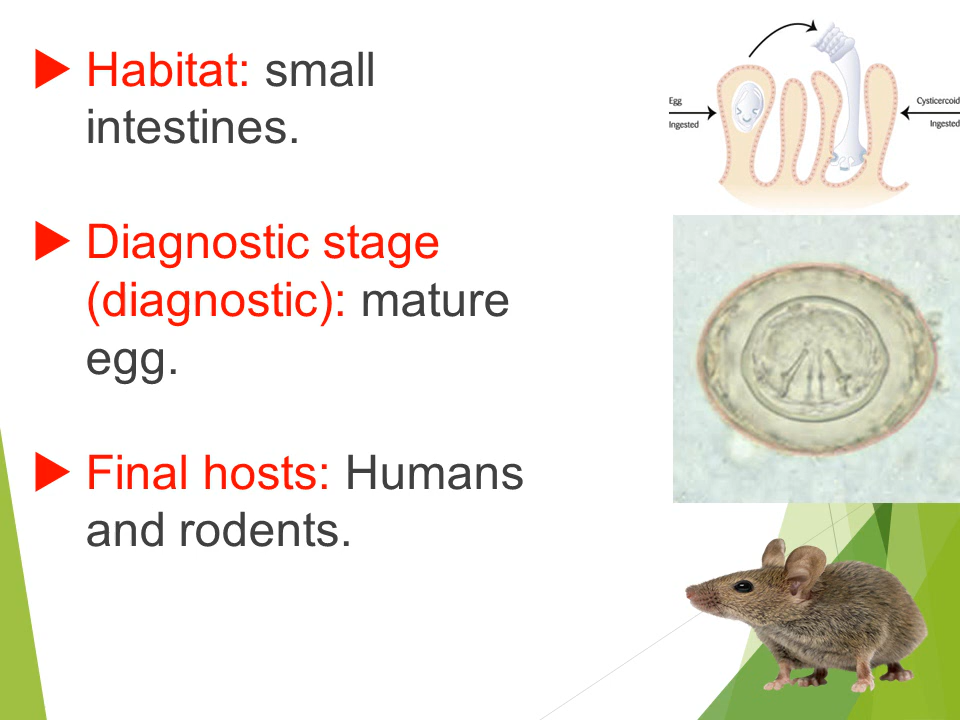 Habitat: small
intestines.
Diagnostic stage
(diagnostic): mature
egg.
Final hosts: Humans
and rodents.
Egg
Ingested
Cysticercoid
Ingested